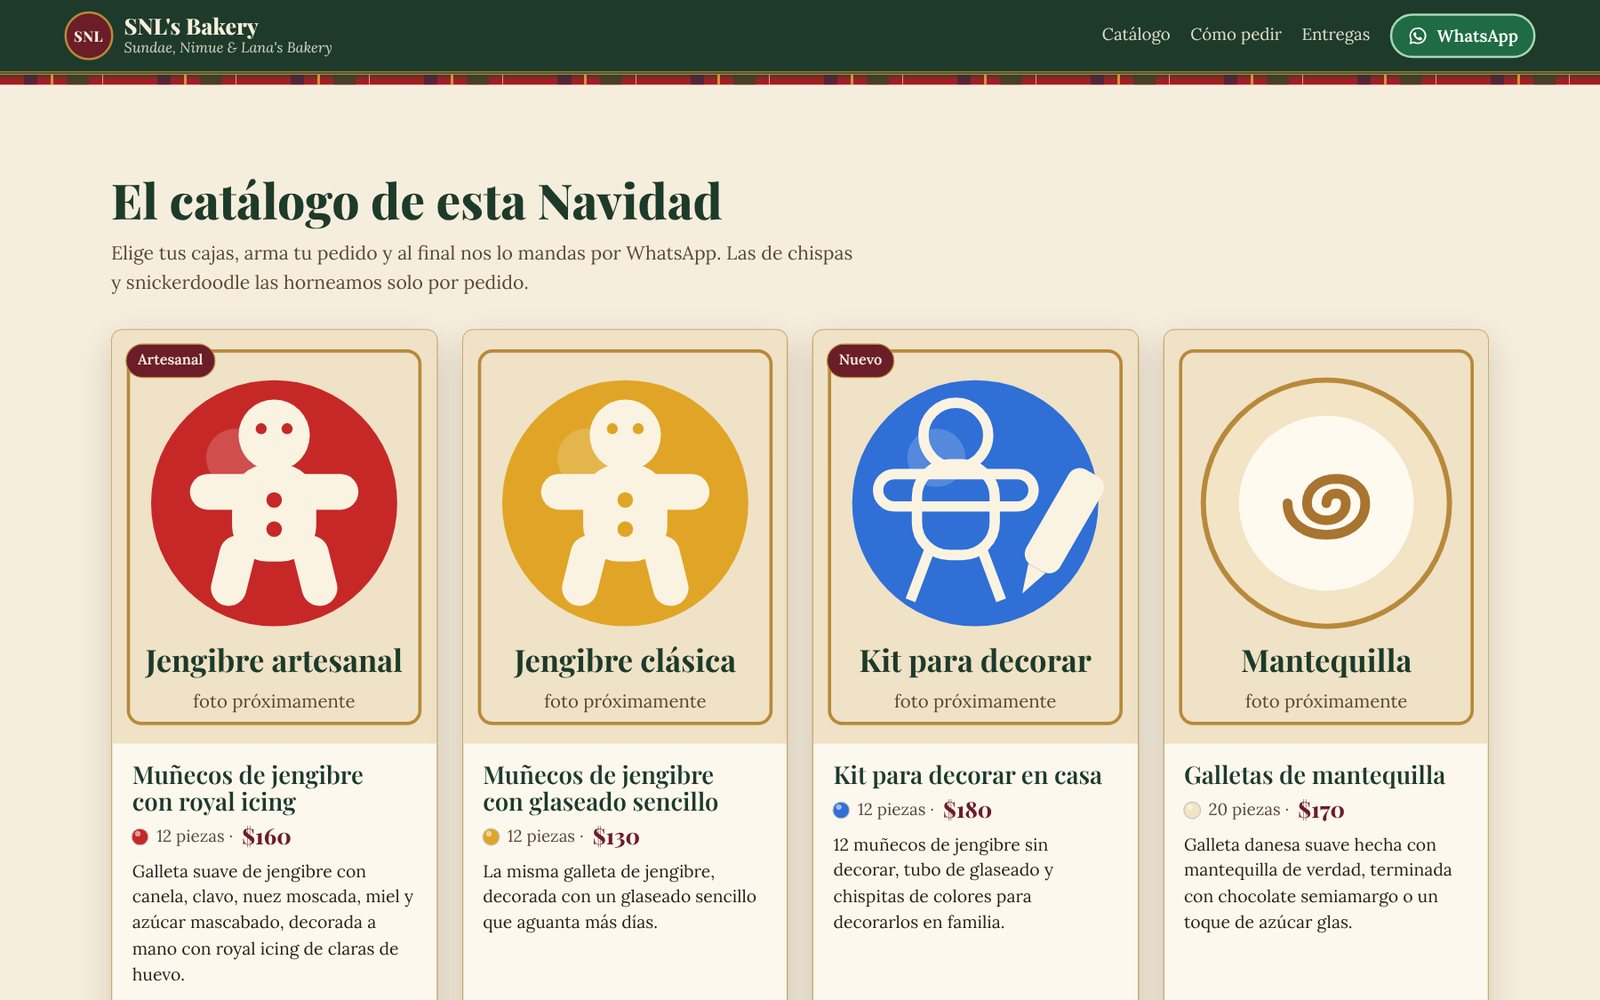 SNL
SNL's Bakery
Sundae, Nimue & Lana's Bakery
Catálogo
Cómo pedir
Entregas
WhatsApp
El catálogo de esta Navidad
Elige tus cajas, arma tu pedido y al final nos lo mandas por WhatsApp. Las de chispas
y snickerdoodle las horneamos solo por pedido.
Artesanal
Jengibre artesanal
foto próximamente
Muñecos de jengibre
con royal icing
12 piezas · $160
Galleta suave de jengibre con
canela, clavo, nuez moscada, miel y
azúcar mascabado, decorada a
mano con royal icing de claras de
huevo.
Jengibre clásica
foto próximamente
Muñecos de jengibre
con glaseado sencillo
12 piezas · $130
La misma galleta de jengibre,
decorada con un glaseado sencillo
que aguanta más días.
Nuevo
Kit para decorar
foto próximamente
Kit para decorar en casa
12 piezas · $180
12 muñecos de jengibre sin
decorar, tubo de glaseado y
chispitas de colores para
decorarlos en familia.
Mantequilla
foto próximamente
Galletas de mantequilla
20 piezas · $170
Galleta danesa suave hecha con
mantequilla de verdad, terminada
con chocolate semiamargo o un
toque de azúcar glas.